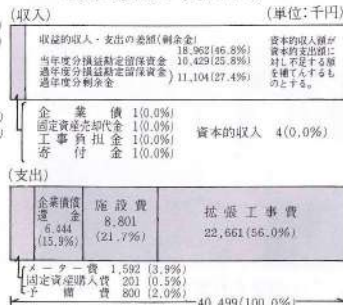 (収入)
(単位:千円)
収益的収入・支出の差額(剰余金)
18,962(46.8%)
当年度分損益勘定留保資金 10,429(25.8%)
過年度分損益勘定留保資金
過年度分剰余金
11,104(27.4%)
資本的収入額が
資本的支出額に
対し不足する額
を補てんするも
のとする。
企業債 1(0.0%)
固定資産売却代金 1(0.0%)
工事負担金 1(0.0%)
寄付金 1(0.0%)
資本的収入 4(0.0%)
(支出)
企業債償
還金
6,444
(15.9%)
施設費
8,801
(21.7%)
拡張工事費
22,661(56.0%)
メーター費 1,592 (3.9%)
固定資産購入費 201 (0.5%)
予備費 800 (2.0%)
40,499(100.0%)